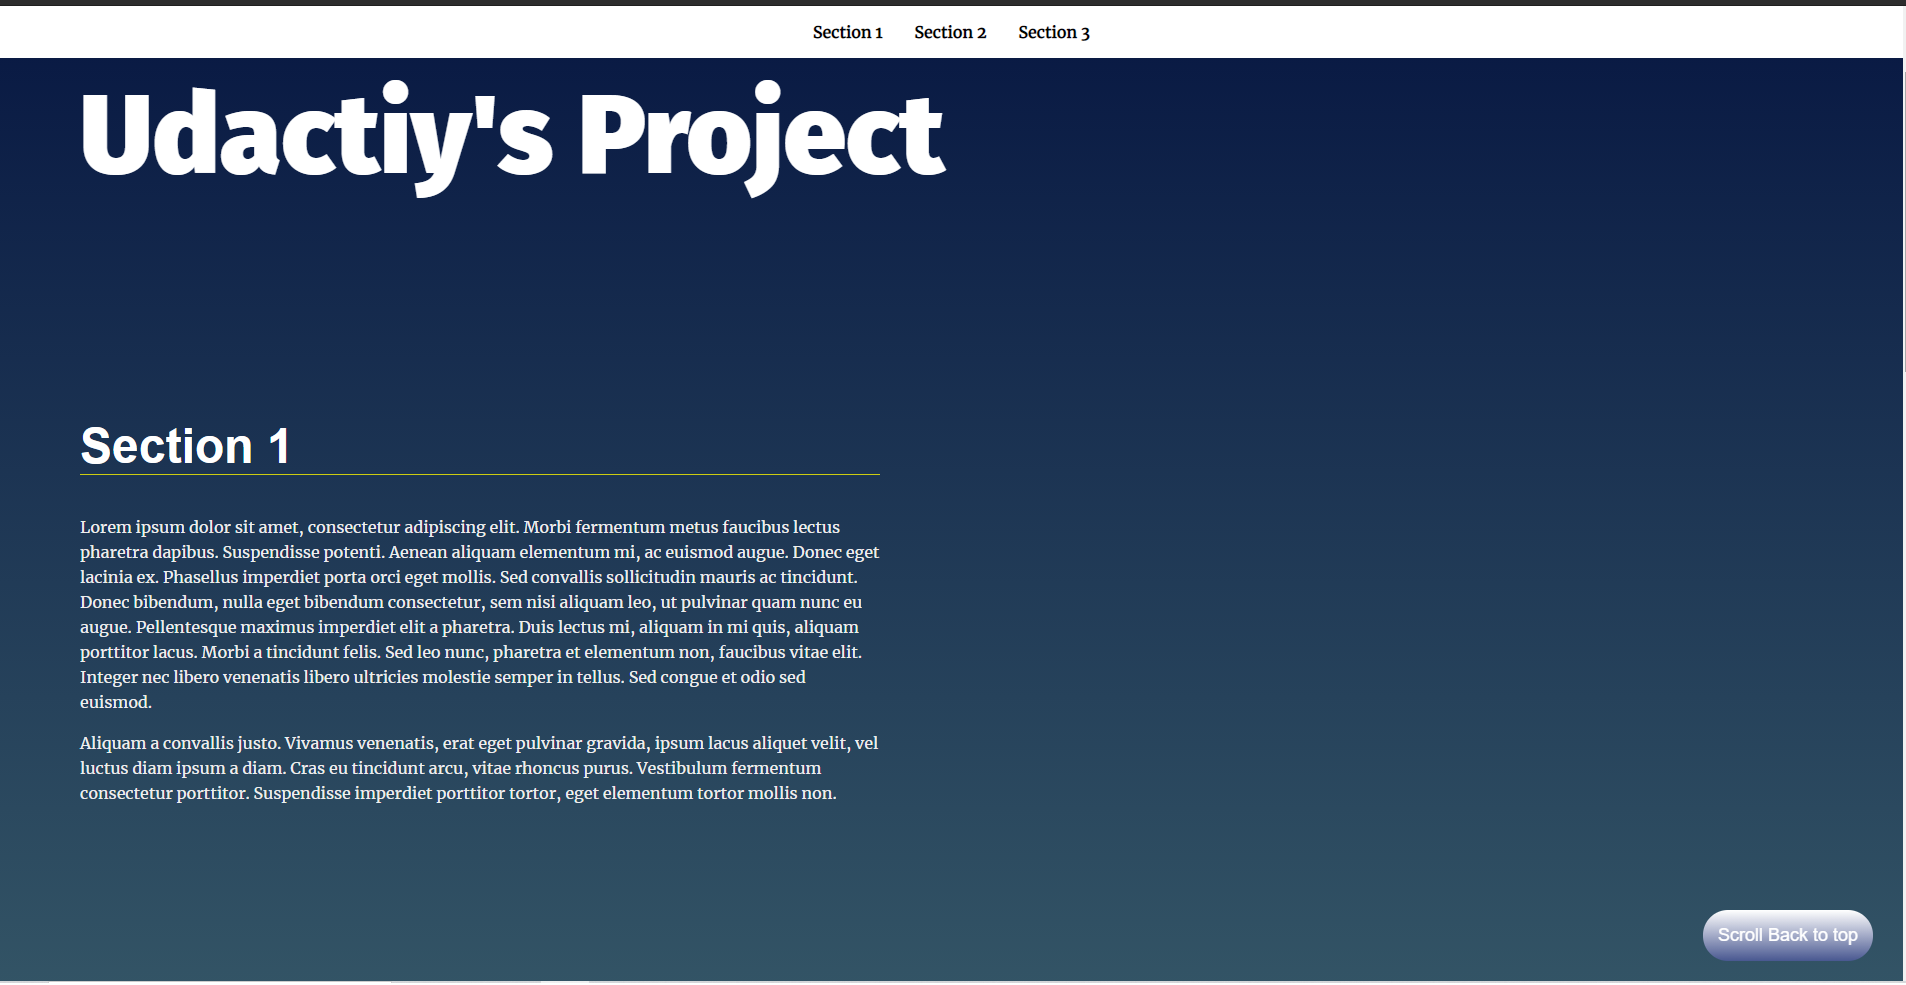 Section 1 Section 2 Section 3
Udactiy's Project
Section 1
Lorem ipsum dolor sit amet, consectetur adipiscing elit. Morbi fermentum metus faucibus lectus
pharetra dapibus. Suspendisse potenti. Aenean aliquam elementum mi, ac euismod augue. Donec eget
lacinia ex. Phasellus imperdiet porta orci eget mollis. Sed convallis sollicitudin mauris ac tincidunt.
Donec bibendum, nulla eget bibendum consectetur, sem nisi aliquam leo, ut pulvinar quam nunc eu
augue. Pellentesque maximus imperdiet elit a pharetra. Duis lectus mi, aliquam in mi quis, aliquam
porttitor lacus. Morbi a tincidunt felis. Sed leo nunc, pharetra et elementum non, faucibus vitae elit.
Integer nec libero venenatis libero ultricies molestie semper in tellus. Sed congue et odio sed
euismod.
Aliquam a convallis justo. Vivamus venenatis, erat eget pulvinar gravida, ipsum lacus aliquet velit, vel
luctus diam ipsum a diam. Cras eu tincidunt arcu, vitae rhoncus purus. Vestibulum fermentum
consectetur porttitor. Suspendisse imperdiet porttitor tortor, eget elementum tortor mollis non.
Scroll Back to top